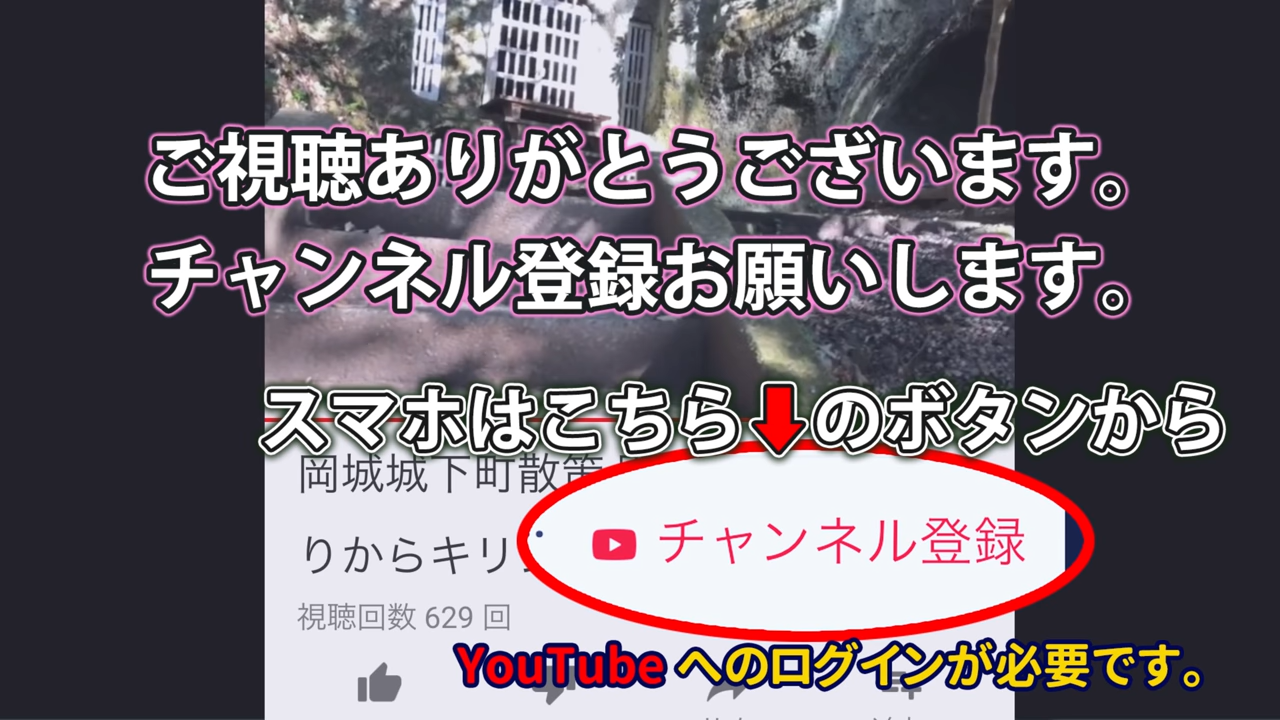 ご視聴ありがとうございます。
チャンネル登録お願いします。
スマホはこちら⬇のボタンから
岡城城下町散策
チャンネル登録
りからキリ
視聴回数 629 回
YouTube へのログインが必要です。